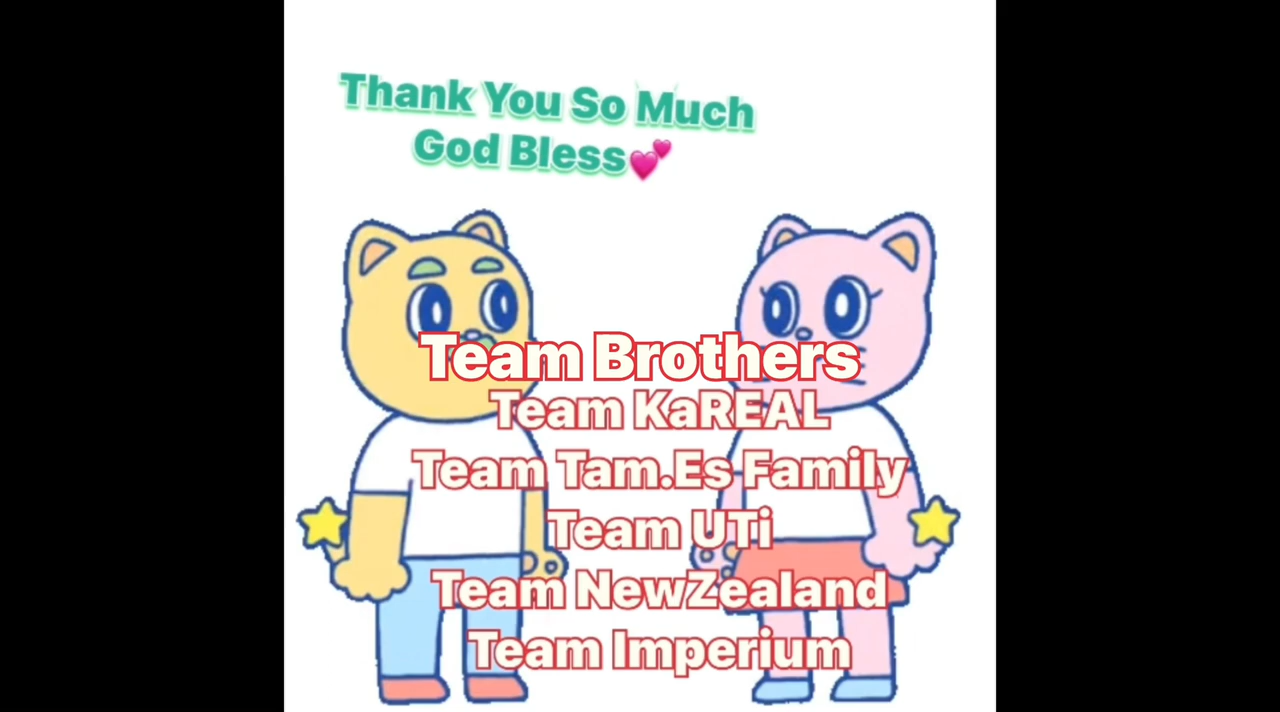 Thank You So Much
God Bless💕
Team Brothers
Team KaREAL
Team Tam.Es Family
Team UTi
Team NewZealand
Team Imperium